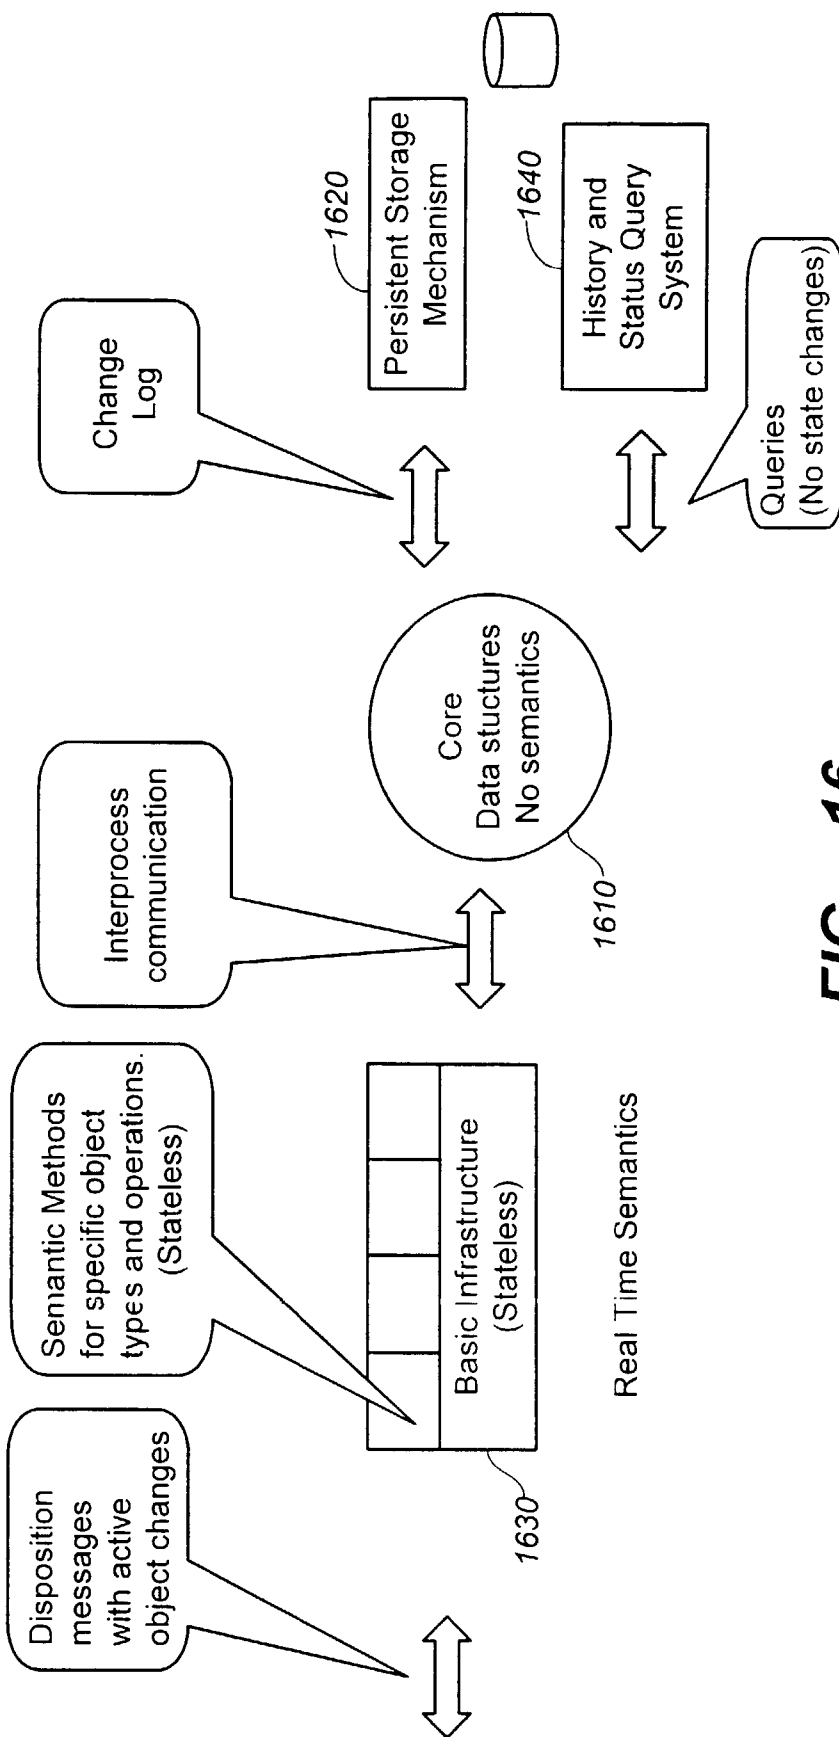 Disposition
messages
with active
object changes
Semantic Methods
for specific object
types and operations.
(Stateless)
Interprocess
communication
Change
Log
Basic Infrastructure
(Stateless)
1630
Real Time Semantics
Core
Data stuctures
No semantics
1610
Persistent Storage
Mechanism
1620
History and
Status Query
System
1640
Queries
(No state changes)
FIG. 16